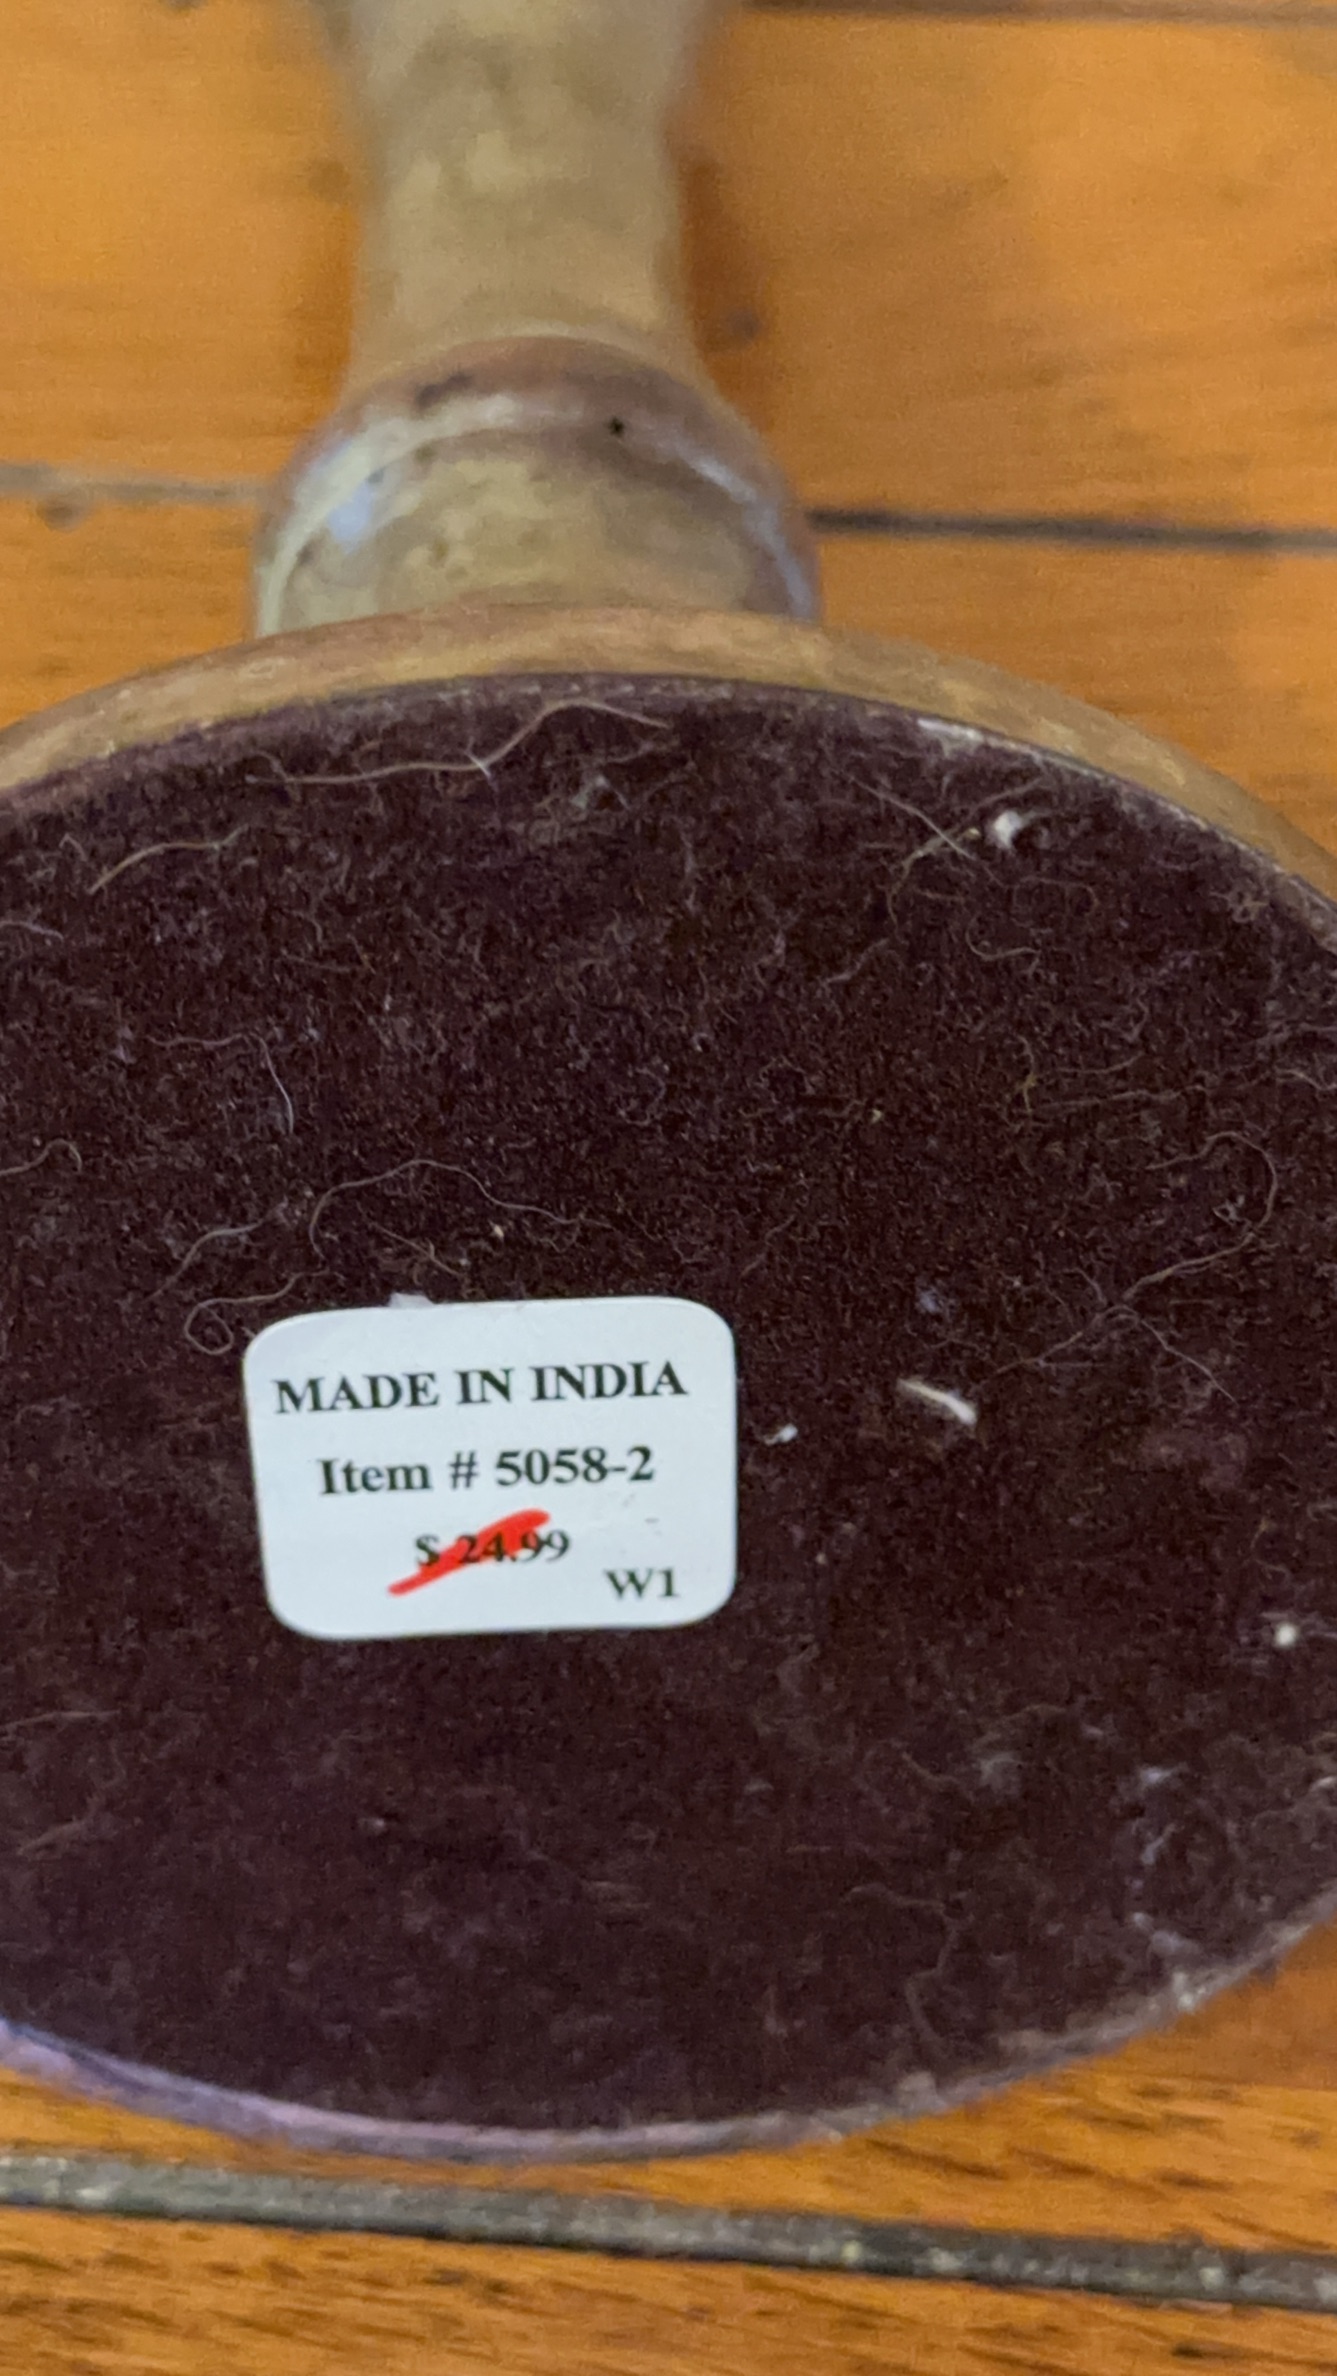 MADE IN INDIA
Item # 5058-2
$ 24.99
W1